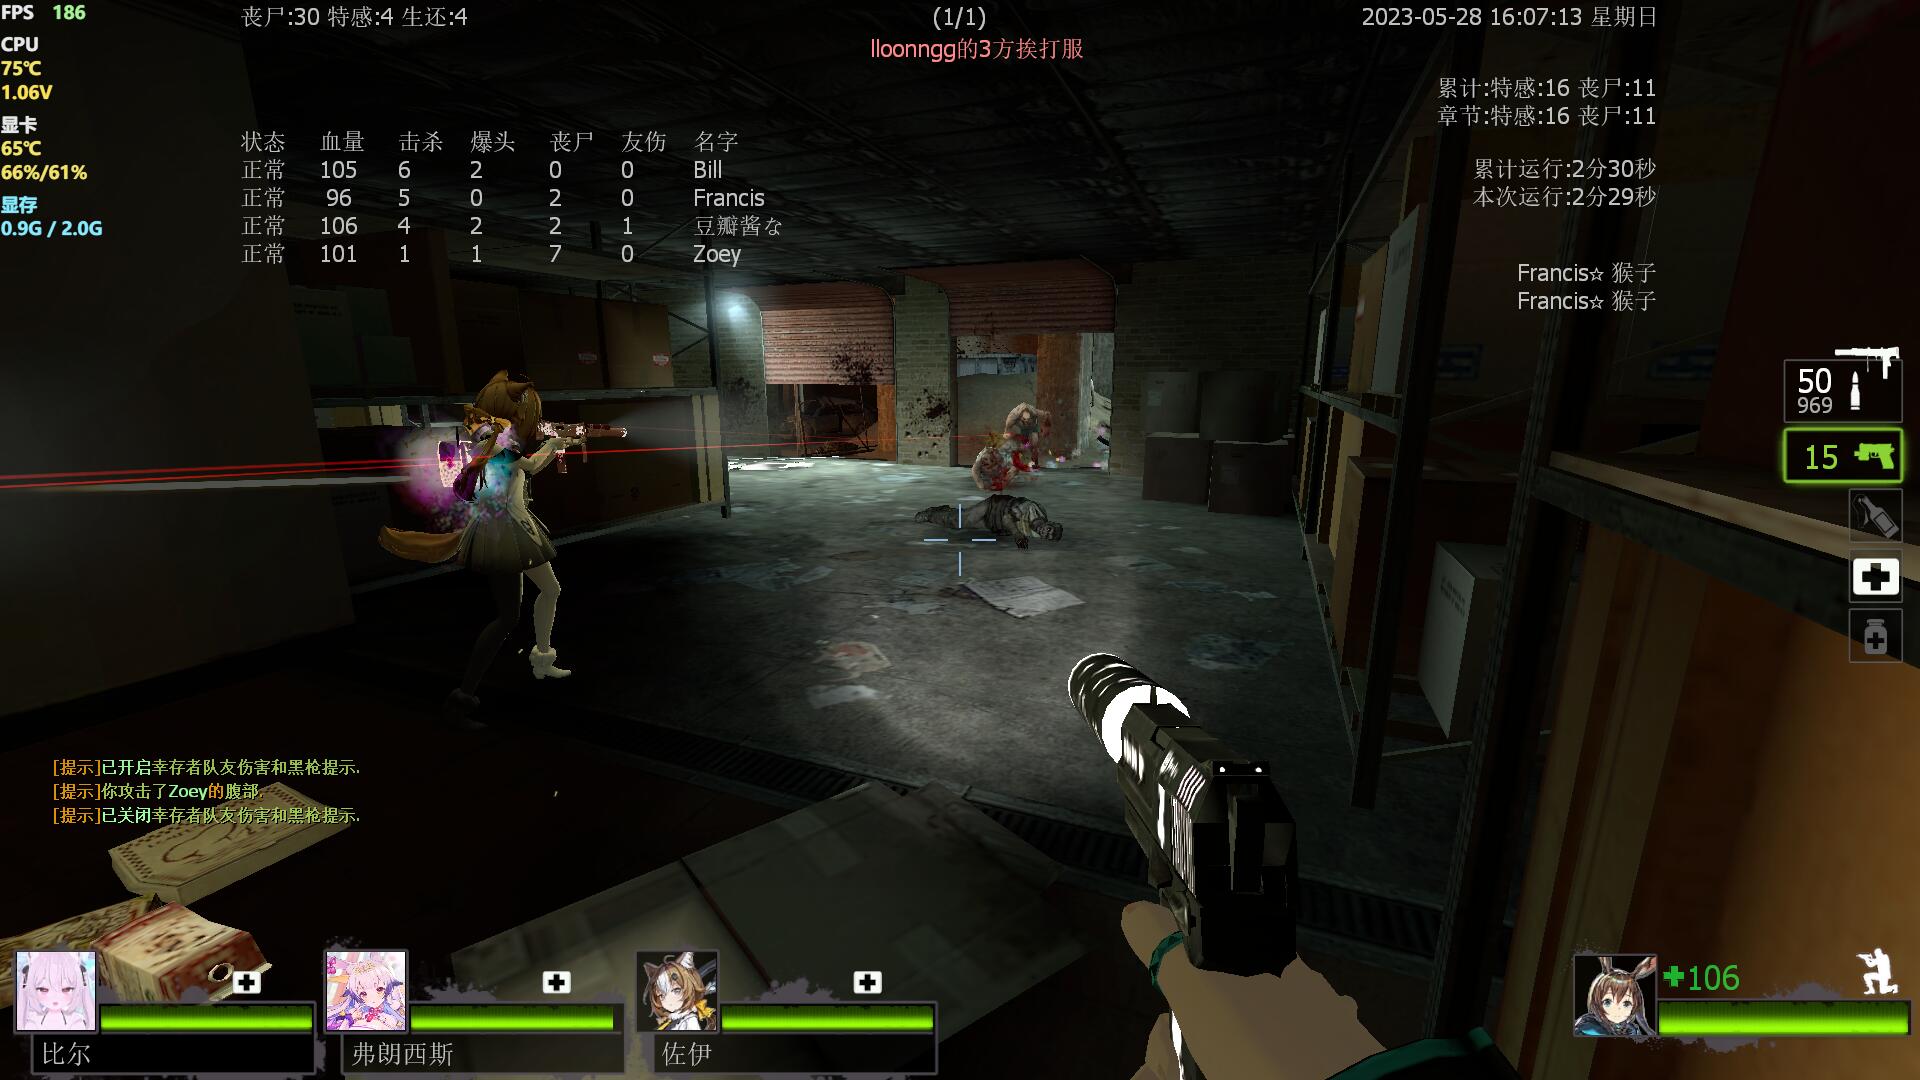 FPS 186
CPU
75℃
1.06V
显卡
65℃
66%/61%
显存
0.9G / 2.0G
丧尸:30 特感:4 生还:4
(1/1)
lloonngg的3方挨打服
2023-05-28 16:07:13 星期日
累计:特感:16 丧尸:11
章节:特感:16 丧尸:11
累计运行:2分30秒
本次运行:2分29秒
状态 血量 击杀 爆头 丧尸 友伤 名字
正常 105 6 2 0 0 Bill
正常 96 5 0 2 0 Francis
正常 106 4 2 2 1 豆瓣酱な
正常 101 1 1 7 0 Zoey
Francis☆ 猴子
Francis☆ 猴子
50
969
15
[提示]已开启幸存者队友伤害和黑枪提示.
[提示]你攻击了Zoey的腹部.
[提示]已关闭幸存者队友伤害和黑枪提示.
比尔
弗朗西斯
佐伊
+106